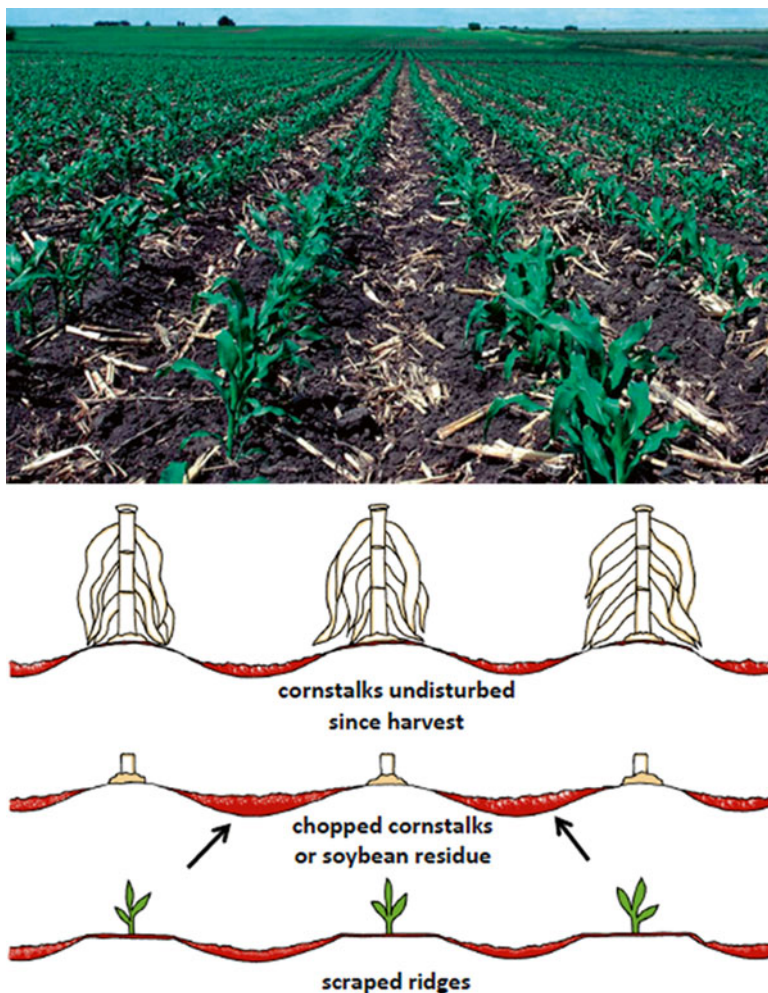 cornstalks undisturbed
since harvest
chopped cornstalks
or soybean residue
scraped ridges